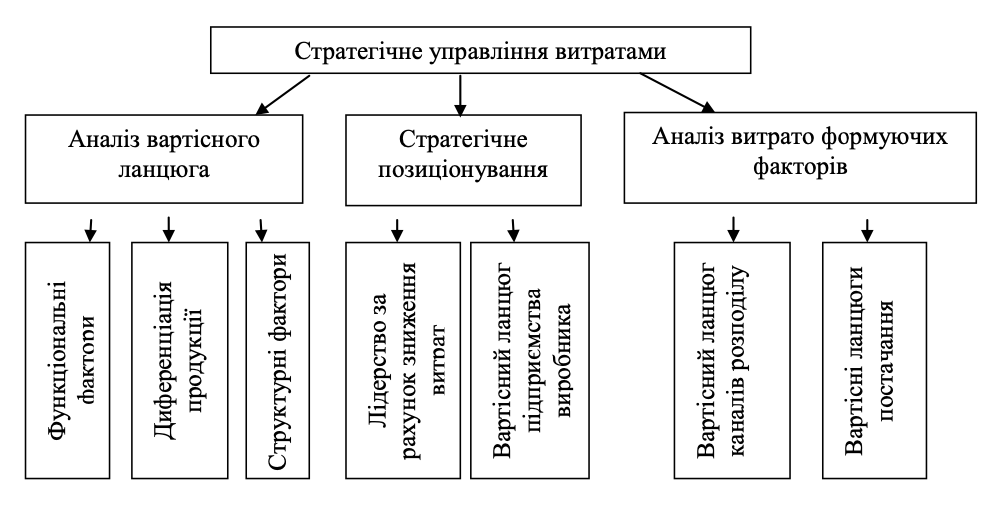 Стратегічне управління витратами
Аналіз вартісного
ланцюга
Стратегічне
позиціонування
Аналіз витрато формуючих
факторів
Функціональні
фактори
Диференціація
продукції
Структурні фактори
Лідерство за
рахунок зниження
витрат
Вартісний ланцюг
підприємства
виробника
Вартісний ланцюг
каналів розподілу
Вартісні ланцюги
постачання